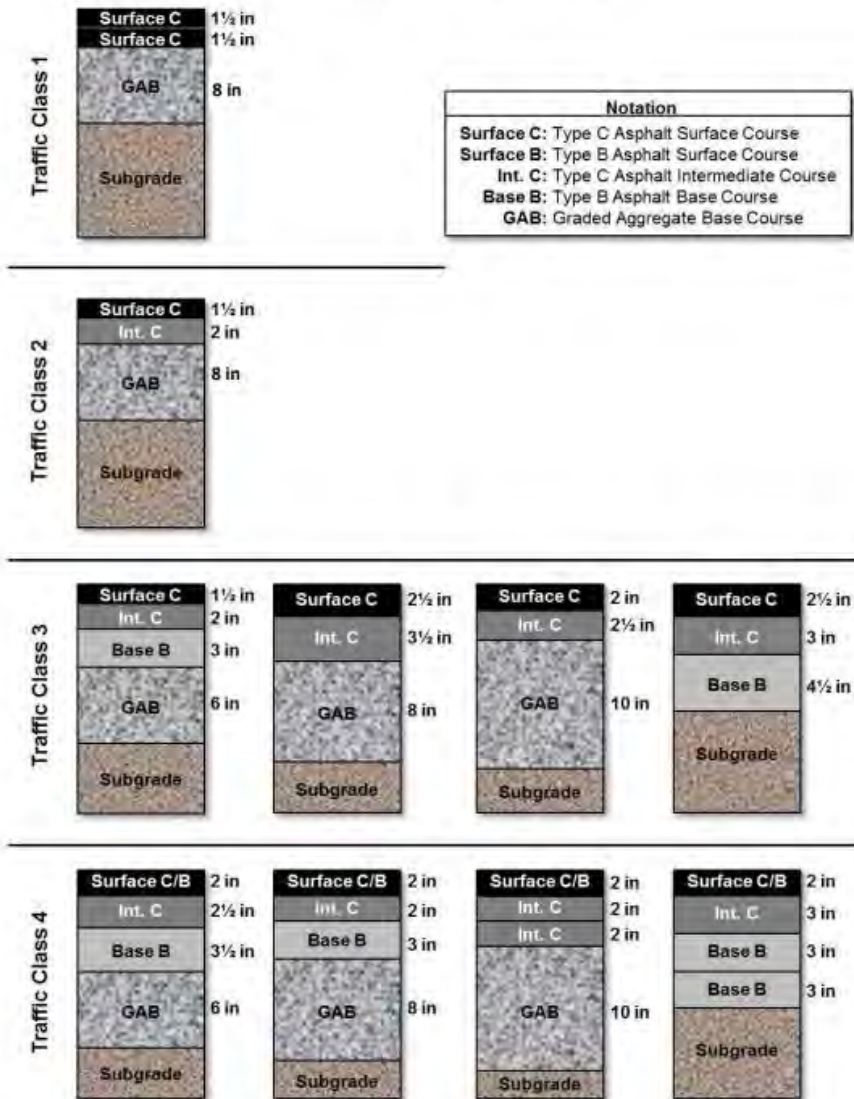 Traffic Class 1
Surface C 1½ in
Surface C 1½ in
GAB 8 in
Subgrade
Notation
Surface C: Type C Asphalt Surface Course
Surface B: Type B Asphalt Surface Course
Int. C: Type C Asphalt Intermediate Course
Base B: Type B Asphalt Base Course
GAB: Graded Aggregate Base Course
Traffic Class 2
Surface C 1½ in
Int. C 2 in
GAB 8 in
Subgrade
Traffic Class 3
Surface C 1½ in
Int. C 2 in
Base B 3 in
GAB 6 in
Subgrade
Surface C 2½ in
Int. C 3½ in
GAB 8 in
Subgrade
Surface C 2 in
Int. C 2½ in
GAB 10 in
Subgrade
Surface C 2½ in
Int. C 3 in
Base B 4½ in
Subgrade
Traffic Class 4
Surface C/B 2 in
Int. C 2½ in
Base B 3½ in
GAB 6 in
Subgrade
Surface C/B 2 in
Int. C 2 in
Base B 3 in
GAB 8 in
Subgrade
Surface C/B 2 in
Int. C 2 in
Int. C 2 in
GAB 10 in
Subgrade
Surface C/B 2 in
Int. C 3 in
Base B 3 in
Base B 3 in
Subgrade